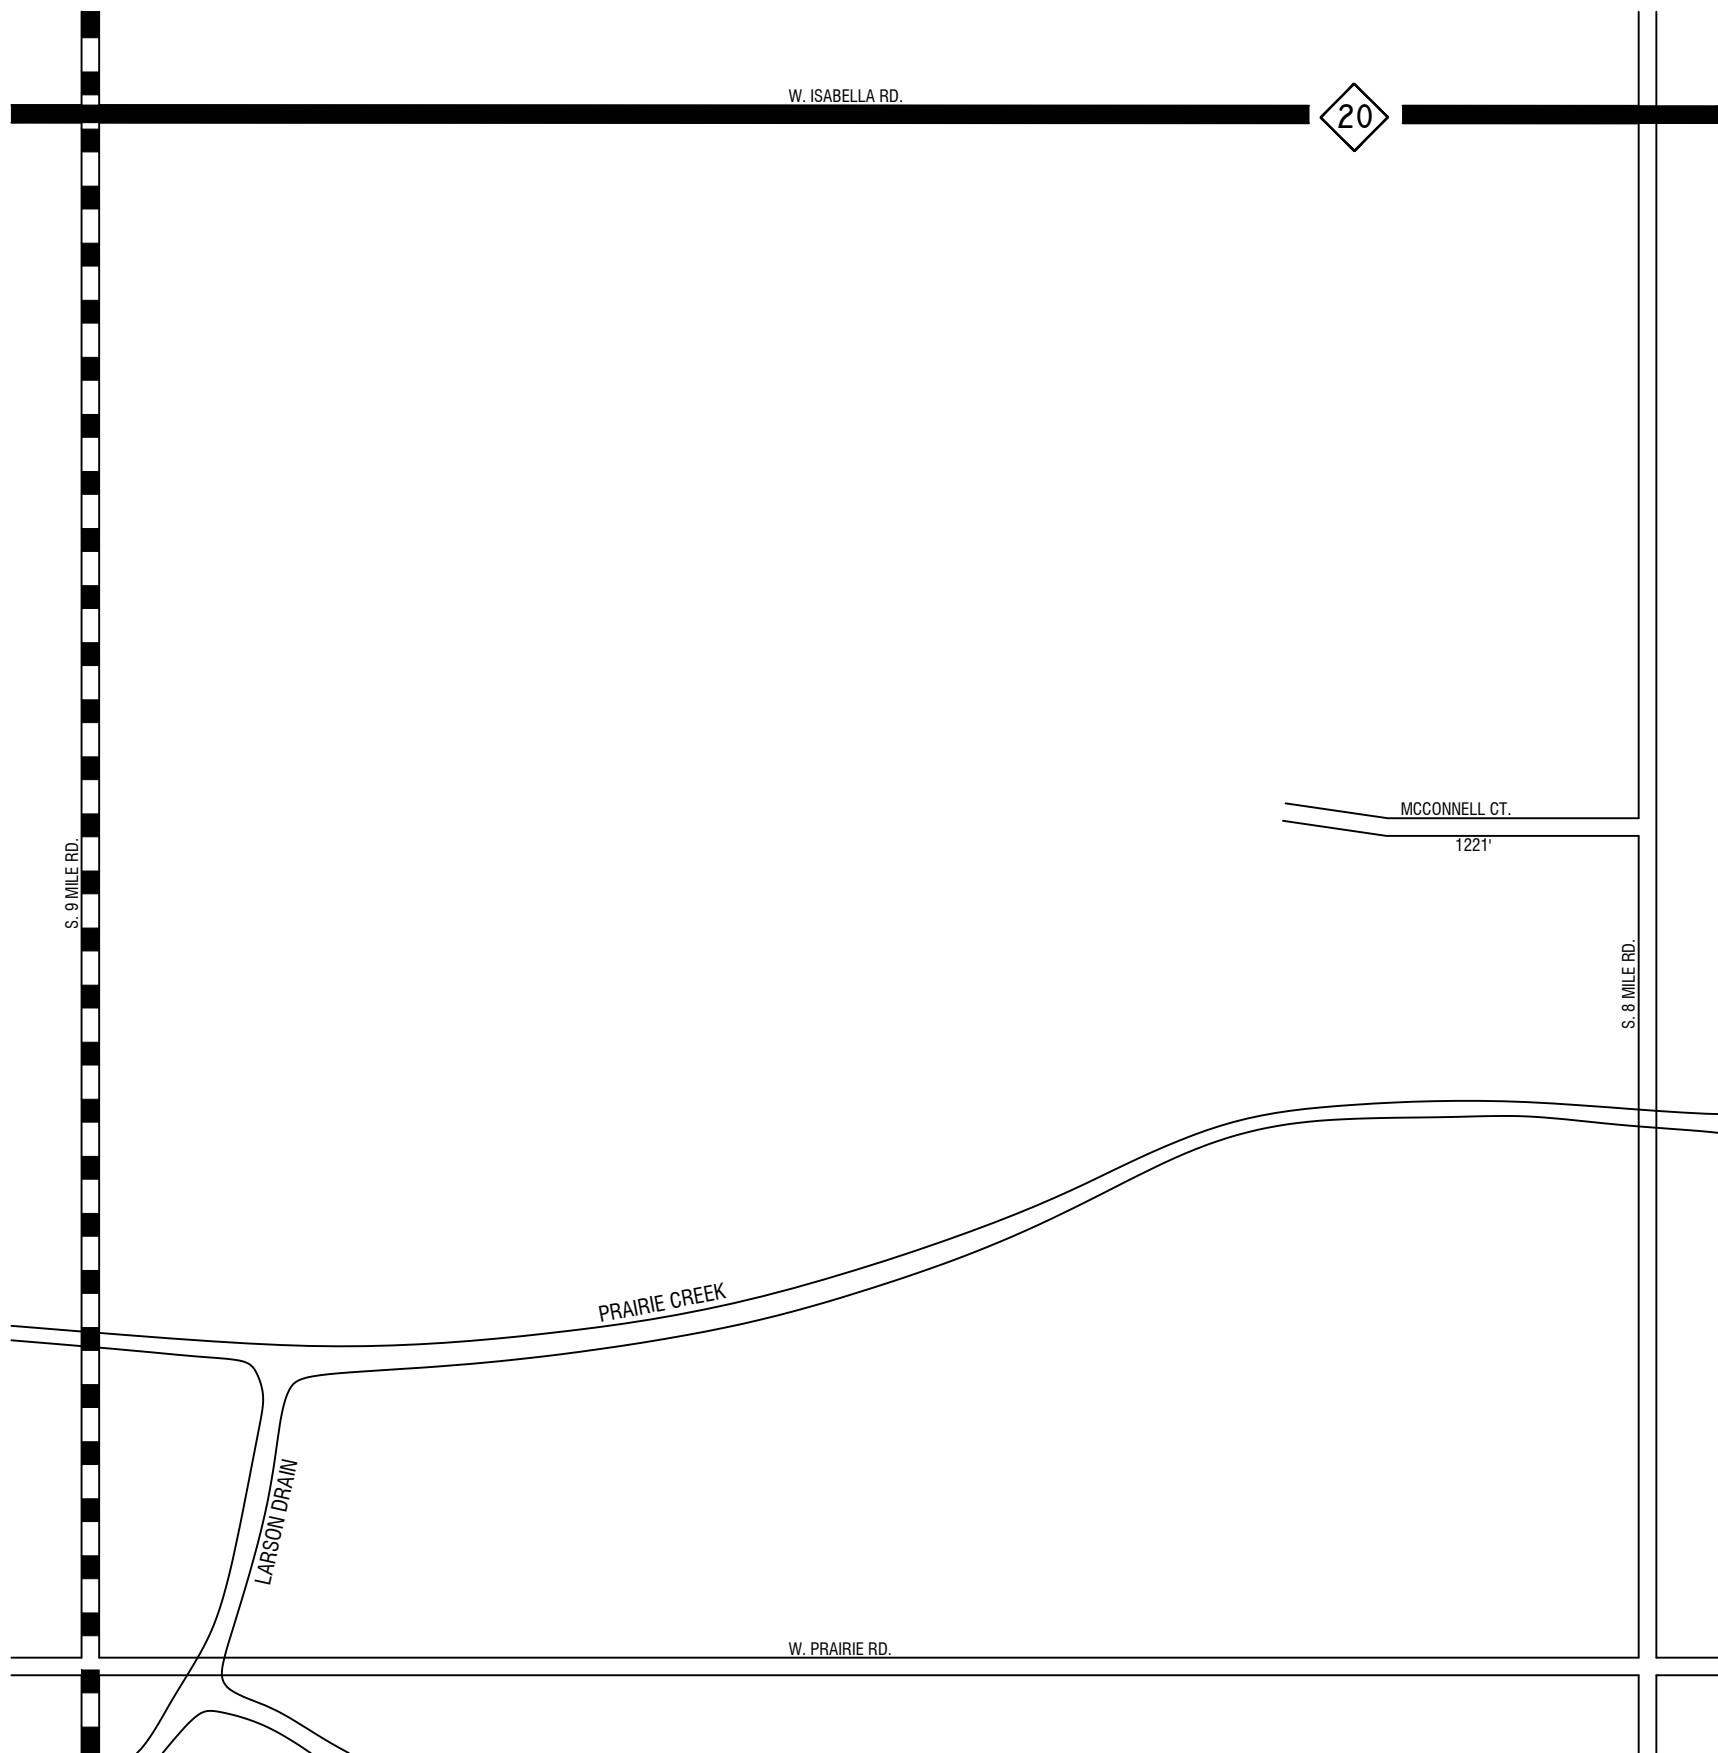 W. ISABELLA RD.
20
MCCONNELL CT.
1221'
S. 9 MILE RD.
S. 8 MILE RD.
PRAIRIE CREEK
LARSON DRAIN
W. PRAIRIE RD.